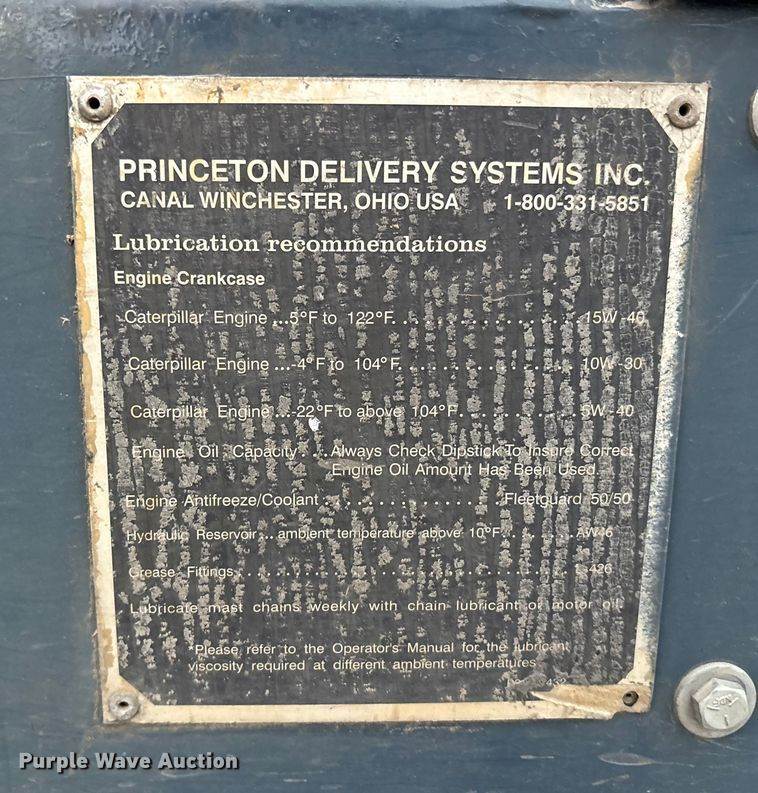 PRINCETON DELIVERY SYSTEMS INC.
CANAL WINCHESTER, OHIO USA 1-800-331-5851
Lubrication recommendations
Engine Crankcase
Caterpillar Engine ...5°F to 122°F. . . . . . . . . . . . . . . . . 15W -40
Caterpillar Engine ...-4°F to 104°F. . . . . . . . . . . . . . . . . 10W -30
Caterpillar Engine ...-22°F to above 104°F. . . . . . . . . . . 5W -40
Engine Oil Capacity . . . Always Check Dipstick To Insure Correct
Engine Oil Amount Has Been Used.
Engine Antifreeze/Coolant . . . . . . . . . . . . . . . . Fleetguard 50/50
Hydraulic Reservoir... ambient temperature above 10°F. . . . . . . AW46
Grease Fittings. . . . . . . . . . . . . . . . . . . . . . . . . . . . .
Lubricate mast chains weekly with chain lubricant or motor oil.
*Please refer to the Operator's Manual for the lubricant
viscosity required at different ambient temperatures
Purple Wave Auction